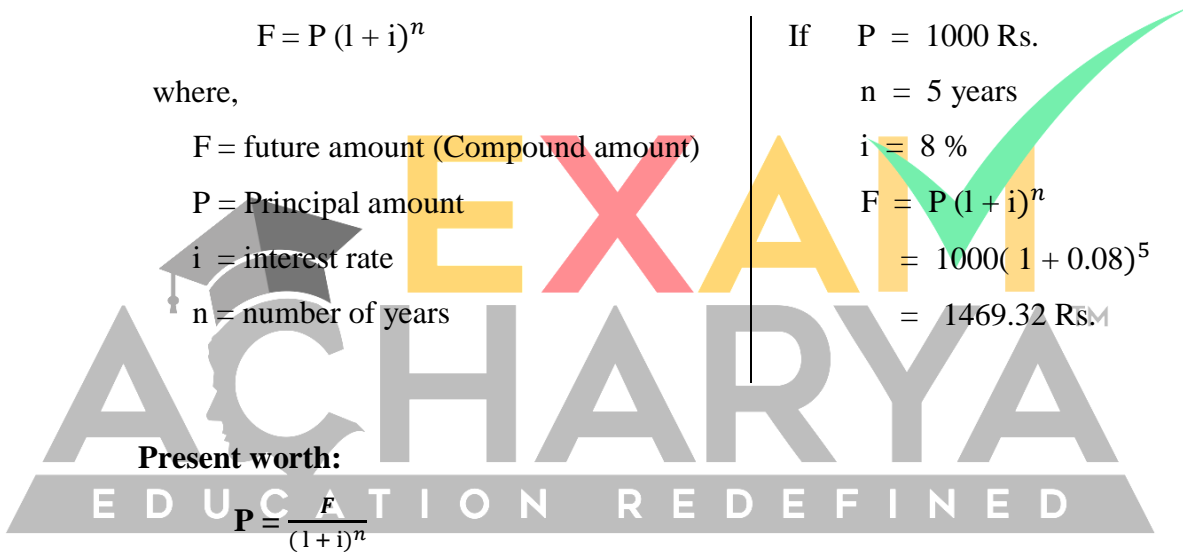 F = P (l + i)ⁿ
where,
F = future amount (Compound amount)
P = Principal amount
i = interest rate
n = number of years
If P = 1000 Rs.
n = 5 years
i = 8 %
F = P (l + i)ⁿ
= 1000( 1 + 0.08)⁵
= 1469.32 Rs.
Present worth:
P = F / (l + i)ⁿ
EXAM
ACHARYA TM
EDUCATION REDEFINED